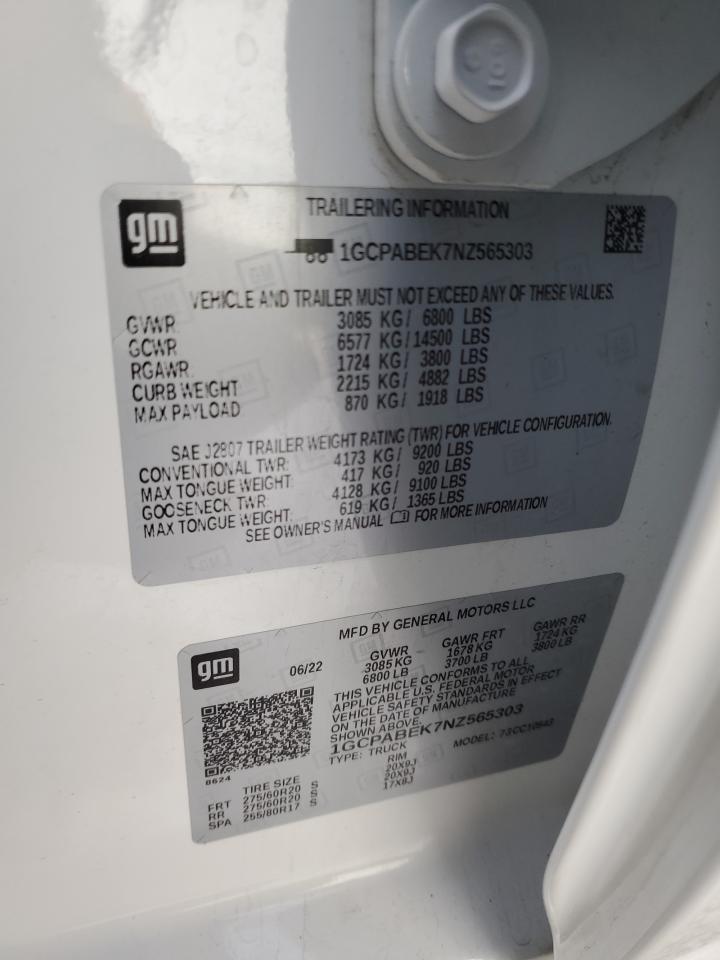 10.9
gm
TRAILERING INFORMATION
1GCPABEK7NZ565303
VEHICLE AND TRAILER MUST NOT EXCEED ANY OF THESE VALUES.
GVWR 3085 KG/ 6800 LBS
GCWR 6577 KG/ 14500 LBS
RGAWR 1724 KG/ 3800 LBS
CURB WEIGHT 2215 KG/ 4882 LBS
MAX PAYLOAD 870 KG/ 1918 LBS
SAE J2807 TRAILER WEIGHT RATING (TWR) FOR VEHICLE CONFIGURATION.
CONVENTIONAL TWR: 4173 KG/ 9200 LBS
MAX TONGUE WEIGHT: 417 KG/ 920 LBS
GOOSENECK TWR: 4128 KG/ 9100 LBS
MAX TONGUE WEIGHT: 619 KG/ 1365 LBS
SEE OWNER'S MANUAL FOR MORE INFORMATION
gm
MFD BY GENERAL MOTORS LLC
06/22 GVWR GAWR FRT GAWR RR
3085 KG 1678 KG 1724 KG
6800 LB 3700 LB 3800 LB
THIS VEHICLE CONFORMS TO ALL
APPLICABLE U.S. FEDERAL MOTOR
VEHICLE SAFETY STANDARDS IN EFFECT
ON THE DATE OF MANUFACTURE
1GCPABEK7NZ565303
TYPE: TRUCK MODEL: 73CC10543
8624
TIRE SIZE RIM
FRT 275/60R20 S 20X9J
RR 275/60R20 S 20X9J
SPA 255/80R17 S 17X8J